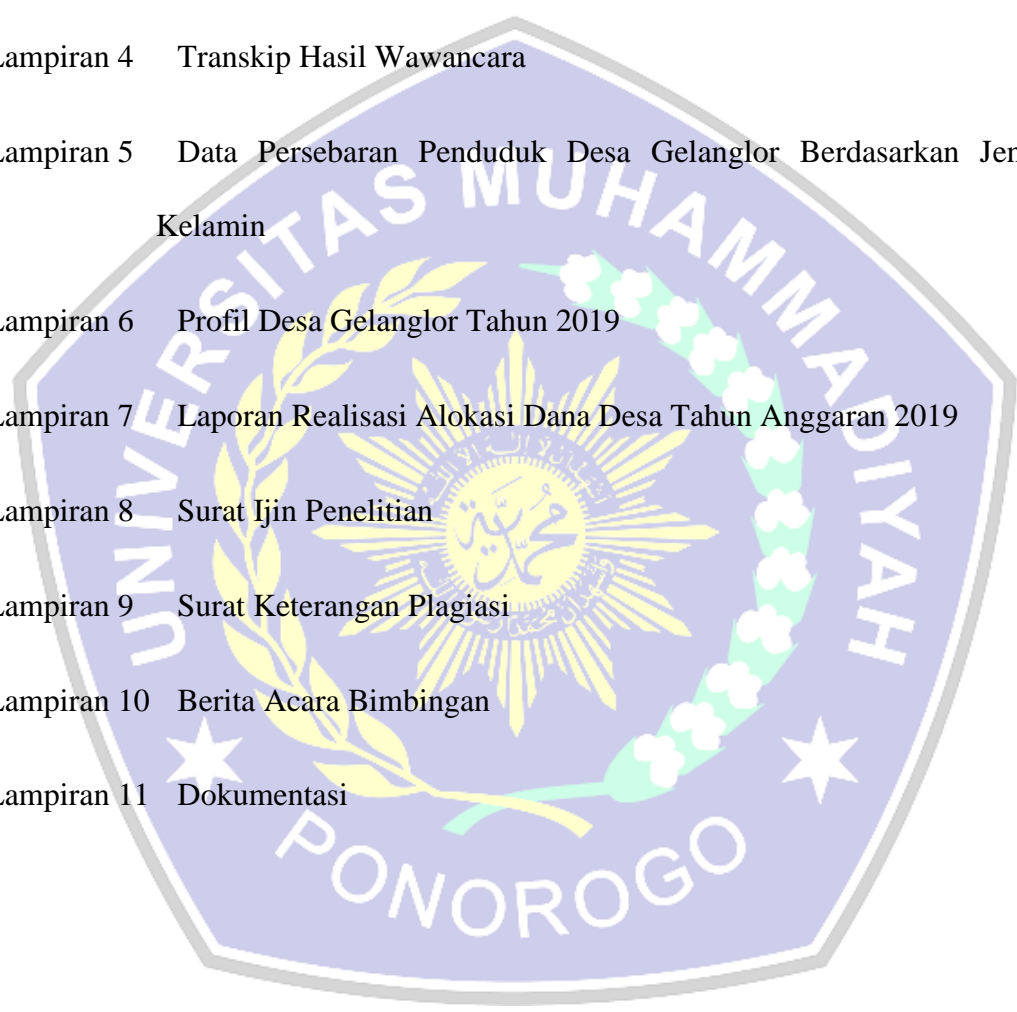 Lampiran 4 Transkip Hasil Wawancara
Lampiran 5 Data Persebaran Penduduk Desa Gelanglor Berdasarkan Jen
Kelamin
Lampiran 6 Profil Desa Gelanglor Tahun 2019
Lampiran 7 Laporan Realisasi Alokasi Dana Desa Tahun Anggaran 2019
Lampiran 8 Surat Ijin Penelitian
Lampiran 9 Surat Keterangan Plagiasi
Lampiran 10 Berita Acara Bimbingan
Lampiran 11 Dokumentasi
UNIVERSITAS MUHAMMADIYAH
PONOROGO